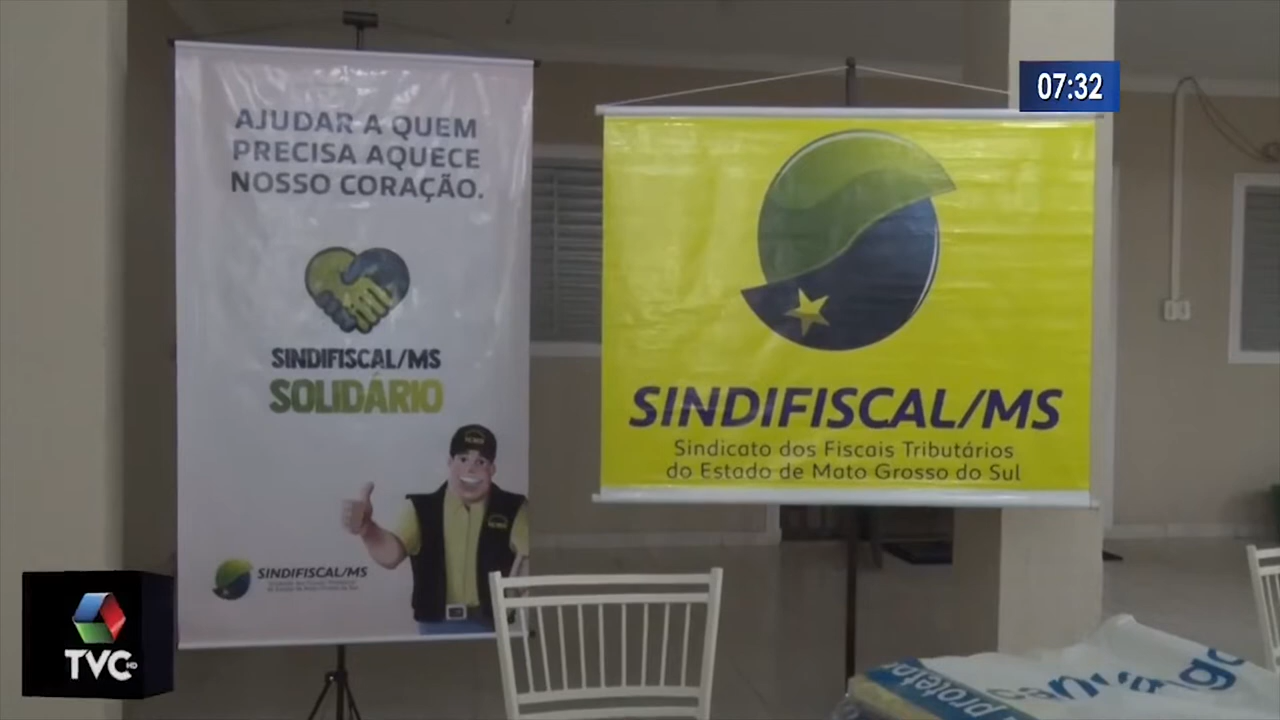 07:32
AJUDAR A QUEM
PRECISA AQUECE
NOSSO CORAÇÃO.
SINDIFISCAL/MS
SOLIDÁRIO
SINDIFISCAL/MS
SINDIFISCAL/MS
Sindicato dos Fiscais Tributários
do Estado de Mato Grosso do Sul
TVC HD